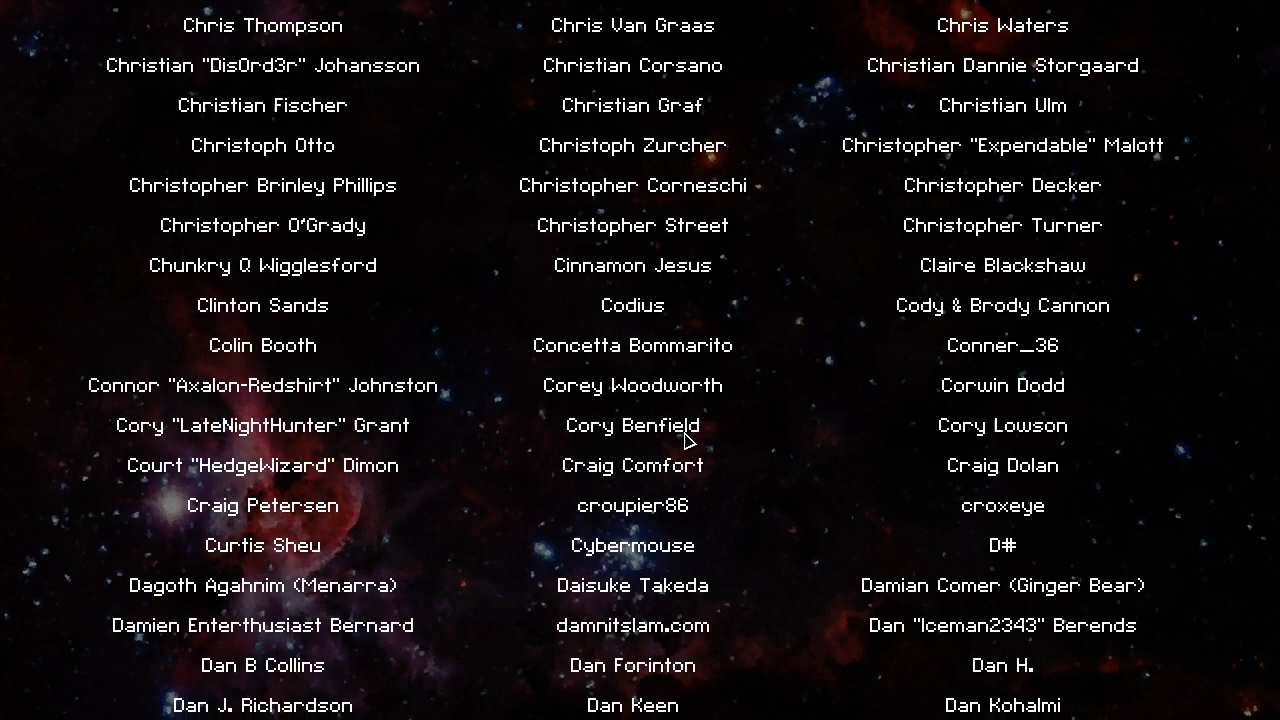 Chris Thompson Chris Van Graas Chris Waters
Christian "Dis0rd3r" Johansson Christian Corsano Christian Dannie Storgaard
Christian Fischer Christian Graf Christian Ulm
Christoph Otto Christoph Zurcher Christopher "Expendable" Malott
Christopher Brinley Phillips Christopher Corneschi Christopher Decker
Christopher O'Grady Christopher Street Christopher Turner
Chunkry Q Wigglesford Cinnamon Jesus Claire Blackshaw
Clinton Sands Codius Cody & Brody Cannon
Colin Booth Concetta Bommarito Conner_36
Connor "Axalon-Redshirt" Johnston Corey Woodworth Corwin Dodd
Cory "LateNightHunter" Grant Cory Benfield Cory Lowson
Court "HedgeWizard" Dimon Craig Comfort Craig Dolan
Craig Petersen croupier86 croxeye
Curtis Sheu Cybermouse D#
Dagoth Agahnim (Menarra) Daisuke Takeda Damian Comer (Ginger Bear)
Damien Enterthusiast Bernard damnitslam.com Dan "Iceman2343" Berends
Dan B Collins Dan Forinton Dan H.
Dan J. Richardson Dan Keen Dan Kohalmi